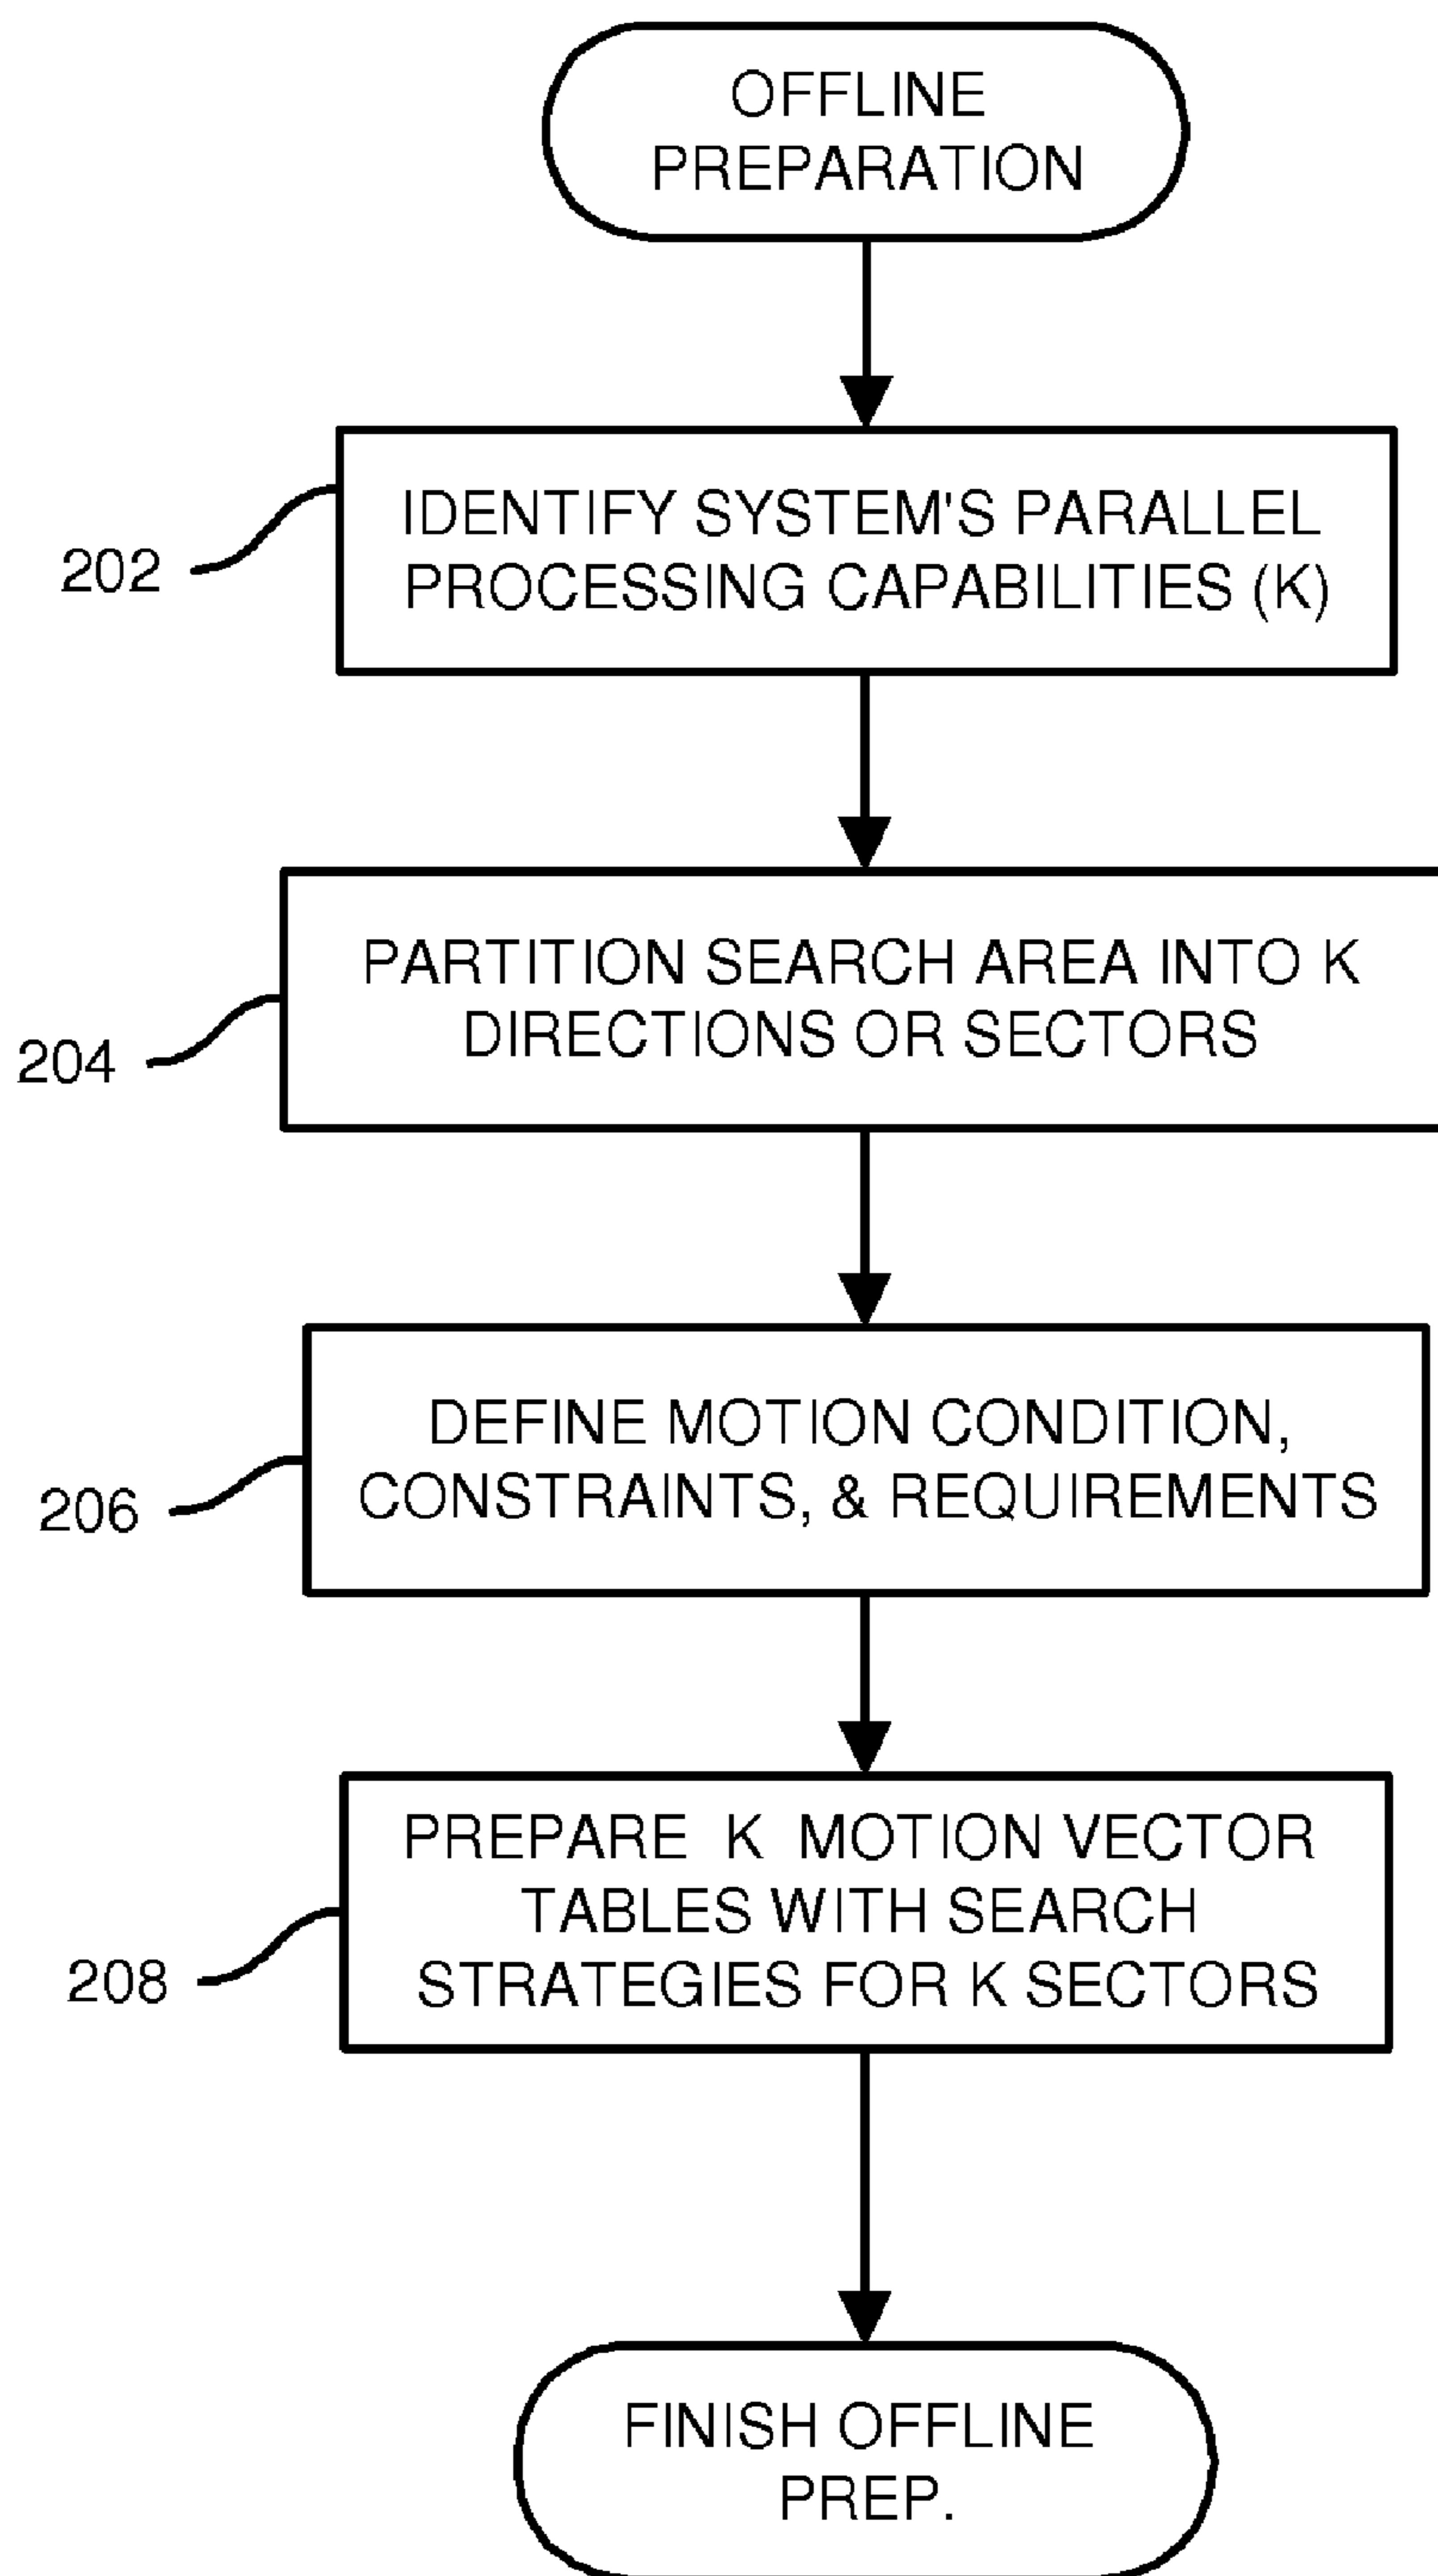 OFFLINE
PREPARATION
202
IDENTIFY SYSTEM'S PARALLEL
PROCESSING CAPABILITIES (K)
204
PARTITION SEARCH AREA INTO K
DIRECTIONS OR SECTORS
206
DEFINE MOTION CONDITION,
CONSTRAINTS, & REQUIREMENTS
208
PREPARE K MOTION VECTOR
TABLES WITH SEARCH
STRATEGIES FOR K SECTORS
FINISH OFFLINE
PREP.